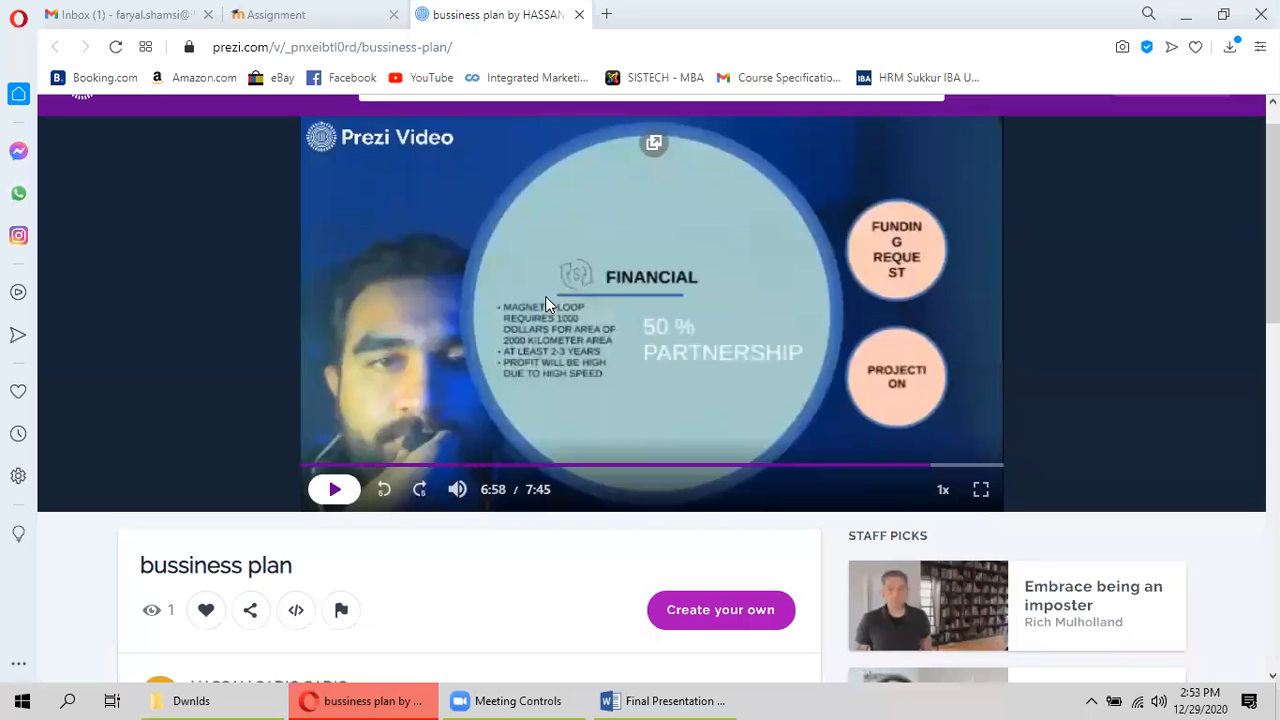 Inbox (1) - faryal.shamsi@
Assignment
bussiness plan by HASSAN
prezi.com/v/_pnxeibtl0rd/bussiness-plan/
Booking.com
Amazon.com
eBay
Facebook
YouTube
Integrated Marketi...
SISTECH - MBA
Course Specificatio...
HRM Sukkur IBA U...
Prezi Video
FINANCIAL
• MAGNETI LOOP
REQUIRES 1000
DOLLARS FOR AREA OF
2000 KILOMETER AREA
• AT LEAST 2-3 YEARS
• PROFIT WILL BE HIGH
DUE TO HIGH SPEED
50 %
PARTNERSHIP
FUNDIN
G
REQUE
ST
PROJECTI
ON
6:58 / 7:45
1x
bussiness plan
1
Create your own
STAFF PICKS
Embrace being an
imposter
Rich Mulholland
Dwnlds
bussiness plan by ...
Meeting Controls
Final Presentation ...
2:53 PM
12/29/2020